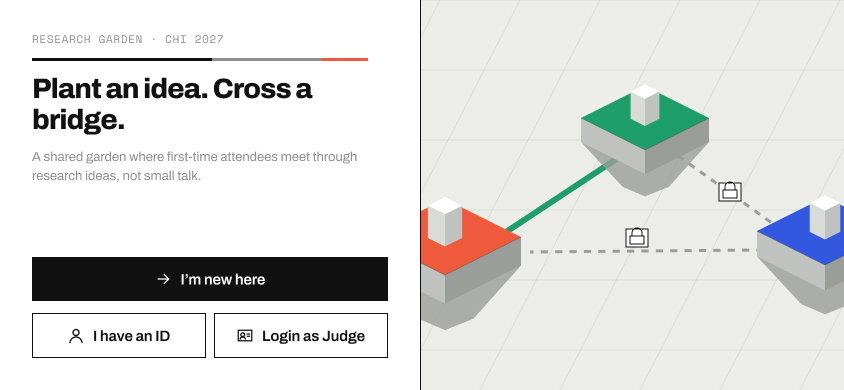 RESEARCH GARDEN · CHI 2027
Plant an idea. Cross a
bridge.
A shared garden where first-time attendees meet through
research ideas, not small talk.
I’m new here
I have an ID
Login as Judge